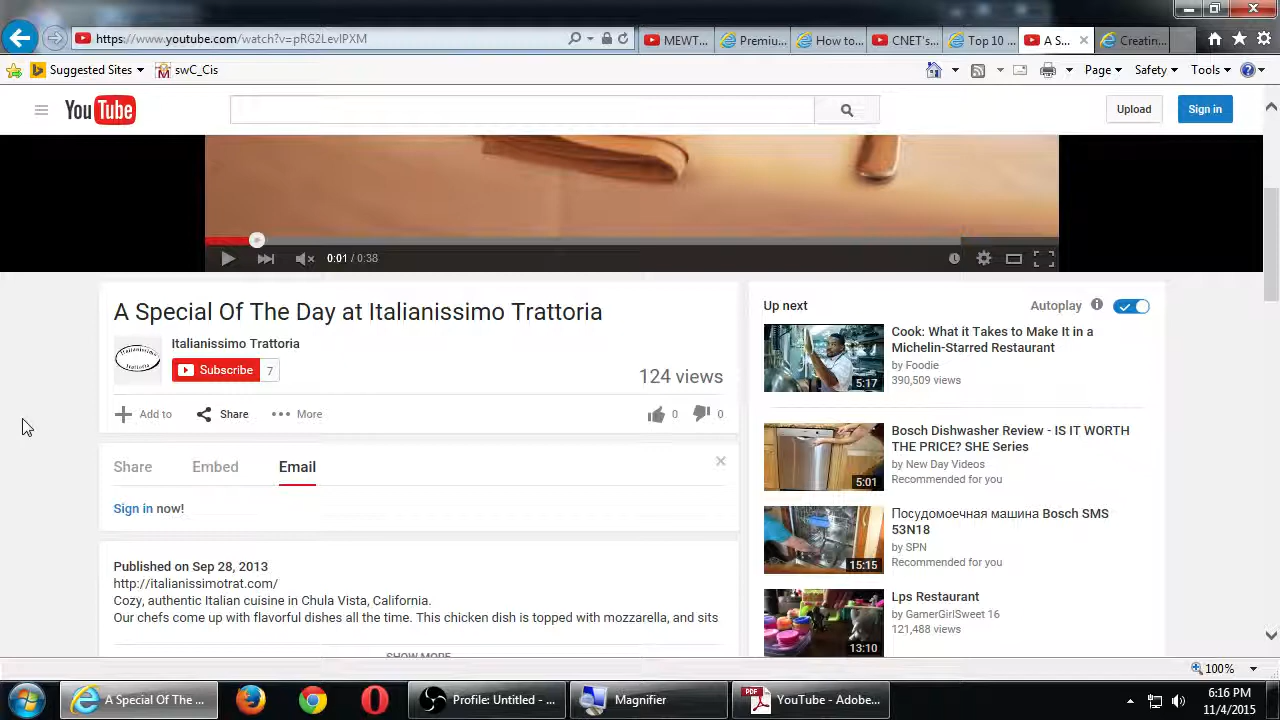 https://www.youtube.com/watch?v=pRG2LevIPXM
MEWT...
Premiu...
How to...
CNET's...
Top 10 ...
A S...
Creatin...
Suggested Sites
swC_Cis
Page
Safety
Tools
YouTube
Upload
Sign in
0:01 / 0:38
A Special Of The Day at Italianissimo Trattoria
Italianissimo Trattoria
Italianissimo Trattoria
Subscribe 7
124 views
Add to
Share
More
0
0
Share
Embed
Email
Sign in now!
Published on Sep 28, 2013
http://italianissimotrat.com/
Cozy, authentic Italian cuisine in Chula Vista, California.
Our chefs come up with flavorful dishes all the time. This chicken dish is topped with mozzarella, and sits
SHOW MORE
Up next
Autoplay
5:17
Cook: What it Takes to Make It in a
Michelin-Starred Restaurant
by Foodie
390,509 views
5:01
Bosch Dishwasher Review - IS IT WORTH
THE PRICE? SHE Series
by New Day Videos
Recommended for you
15:15
Посудомоечная машина Bosch SMS
53N18
by SPN
Recommended for you
13:10
Lps Restaurant
by GamerGirlSweet 16
121,488 views
100%
A Special Of The ...
Profile: Untitled - ...
Magnifier
PDF
YouTube - Adobe...
6:16 PM
11/4/2015